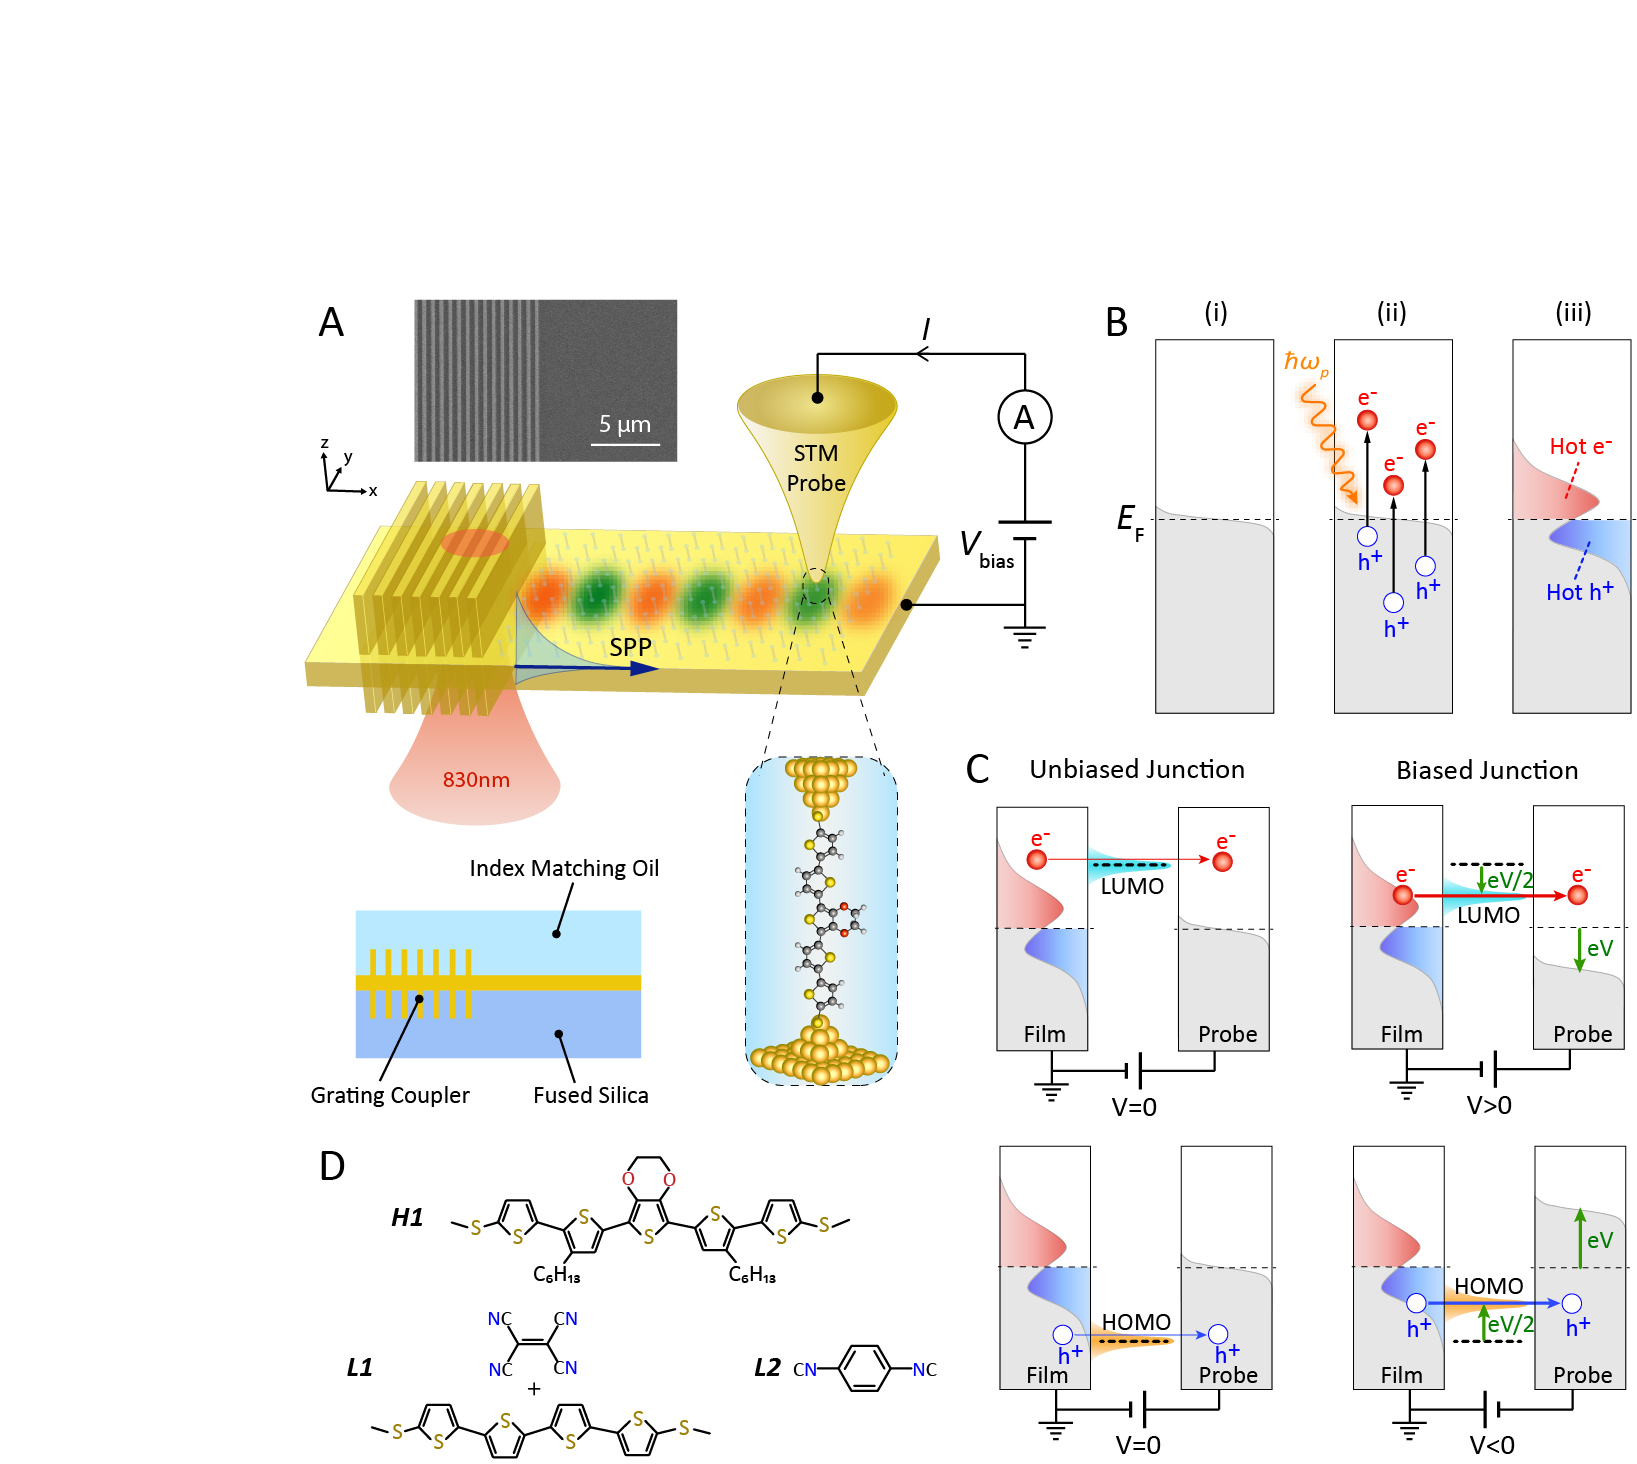 A
5 µm
z
y
x
I
A
STM
Probe
V bias
SPP
830nm
Index Matching Oil
Grating Coupler
Fused Silica
B
(i)
(ii)
(iii)
ħωp
EF
e-
e-
e-
h+
h+
h+
Hot e-
Hot h+
C
Unbiased Junction
Biased Junction
e-
e-
LUMO
Film
Probe
V=0
e-
e-
eV/2
LUMO
eV
Film
Probe
V>0
HOMO
h+
h+
Film
Probe
V=0
eV
HOMO
h+
h+
eV/2
Film
Probe
V<0
D
H1
O O
S S S S S S S
C6H13
C6H13
L1
NC CN
NC CN
+
S S S S S S
L2
CN NC